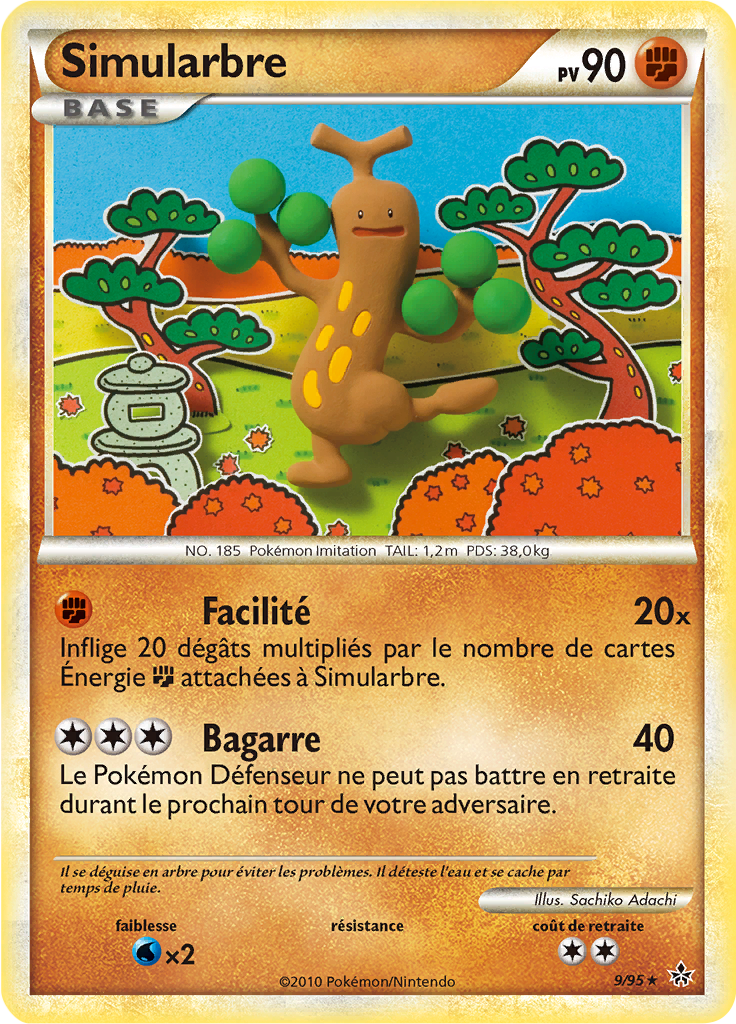 Simularbre
PV 90
BASE
NO. 185 Pokémon Imitation TAIL: 1,2m PDS: 38,0kg
Facilité 20x
Inflige 20 dégâts multipliés par le nombre de cartes
Énergie attachées à Simularbre.
Bagarre 40
Le Pokémon Défenseur ne peut pas battre en retraite
durant le prochain tour de votre adversaire.
Il se déguise en arbre pour éviter les problèmes. Il déteste l'eau et se cache par
temps de pluie.
Illus. Sachiko Adachi
faiblesse résistance coût de retraite
×2
©2010 Pokémon/Nintendo
9/95 ★